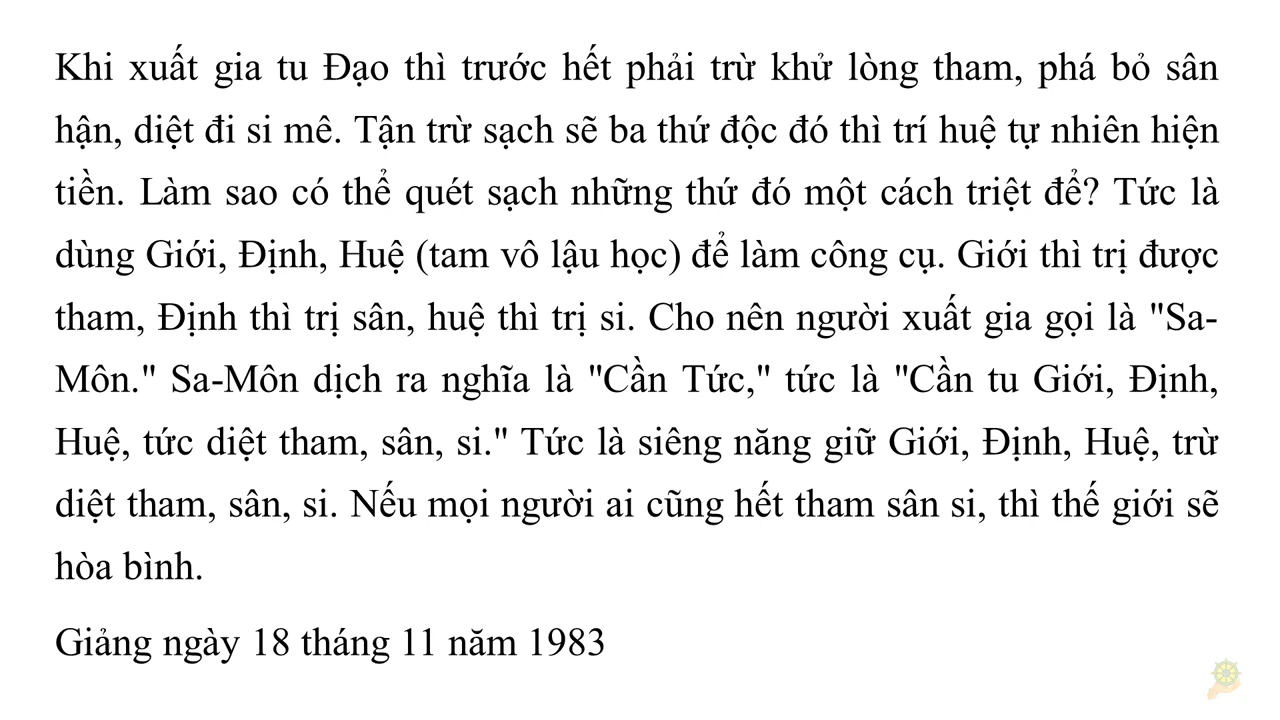 Khi xuất gia tu Đạo thì trước hết phải trừ khử lòng tham, phá bỏ sân
hận, diệt đi si mê. Tận trừ sạch sẽ ba thứ độc đó thì trí huệ tự nhiên hiện
tiền. Làm sao có thể quét sạch những thứ đó một cách triệt để? Tức là
dùng Giới, Định, Huệ (tam vô lậu học) để làm công cụ. Giới thì trị được
tham, Định thì trị sân, huệ thì trị si. Cho nên người xuất gia gọi là "Sa-
Môn." Sa-Môn dịch ra nghĩa là "Cần Tức," tức là "Cần tu Giới, Định,
Huệ, tức diệt tham, sân, si." Tức là siêng năng giữ Giới, Định, Huệ, trừ
diệt tham, sân, si. Nếu mọi người ai cũng hết tham sân si, thì thế giới sẽ
hòa bình.
Giảng ngày 18 tháng 11 năm 1983